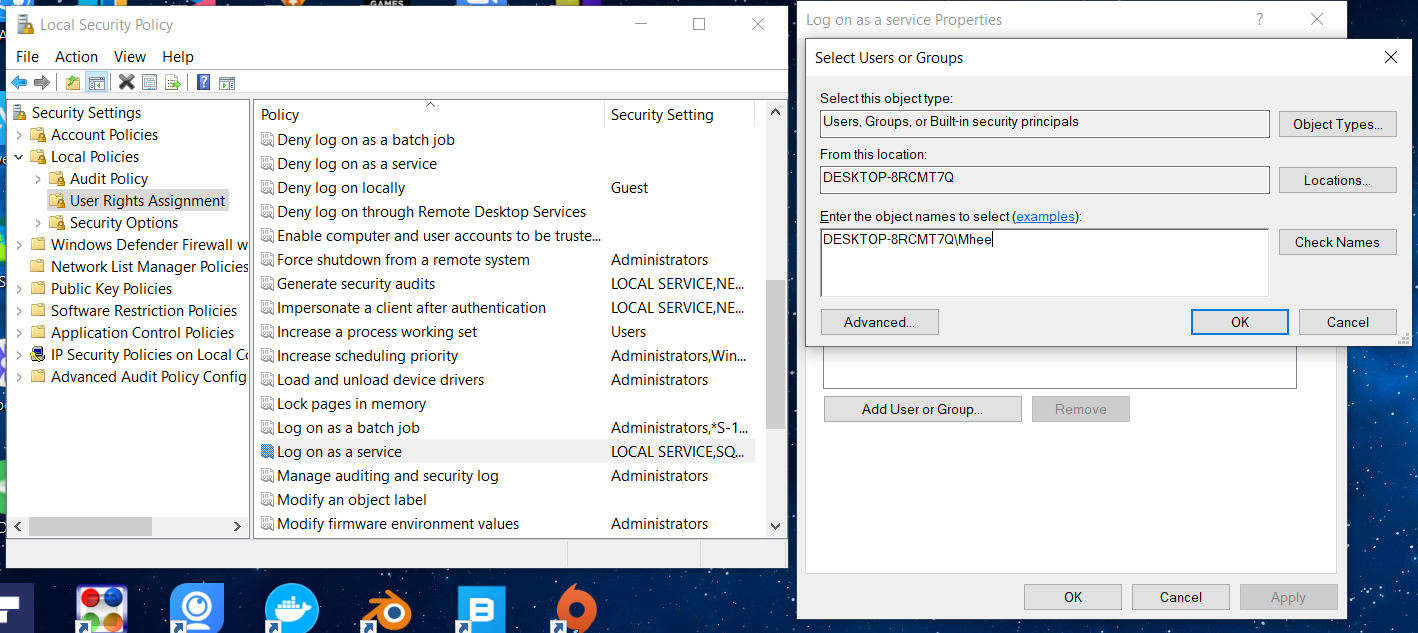 GAMES
Local Security Policy
File Action View Help
Security Settings
Account Policies
Local Policies
Audit Policy
User Rights Assignment
Security Options
Windows Defender Firewall w
Network List Manager Policies
Public Key Policies
Software Restriction Policies
Application Control Policies
IP Security Policies on Local Co
Advanced Audit Policy Config
Policy Security Setting
Deny log on as a batch job
Deny log on as a service
Deny log on locally Guest
Deny log on through Remote Desktop Services
Enable computer and user accounts to be truste...
Force shutdown from a remote system Administrators
Generate security audits LOCAL SERVICE,NE...
Impersonate a client after authentication LOCAL SERVICE,NE...
Increase a process working set Users
Increase scheduling priority Administrators,Win...
Load and unload device drivers Administrators
Lock pages in memory
Log on as a batch job Administrators,*S-1...
Log on as a service LOCAL SERVICE,SQ...
Manage auditing and security log Administrators
Modify an object label
Modify firmware environment values Administrators
Log on as a service Properties
?
Select Users or Groups
Select this object type:
Users, Groups, or Built-in security principals Object Types...
From this location:
DESKTOP-8RCMT7Q Locations...
Enter the object names to select (examples):
DESKTOP-8RCMT7Q\Mhee Check Names
Advanced... OK Cancel
Add User or Group... Remove
OK Cancel Apply
B